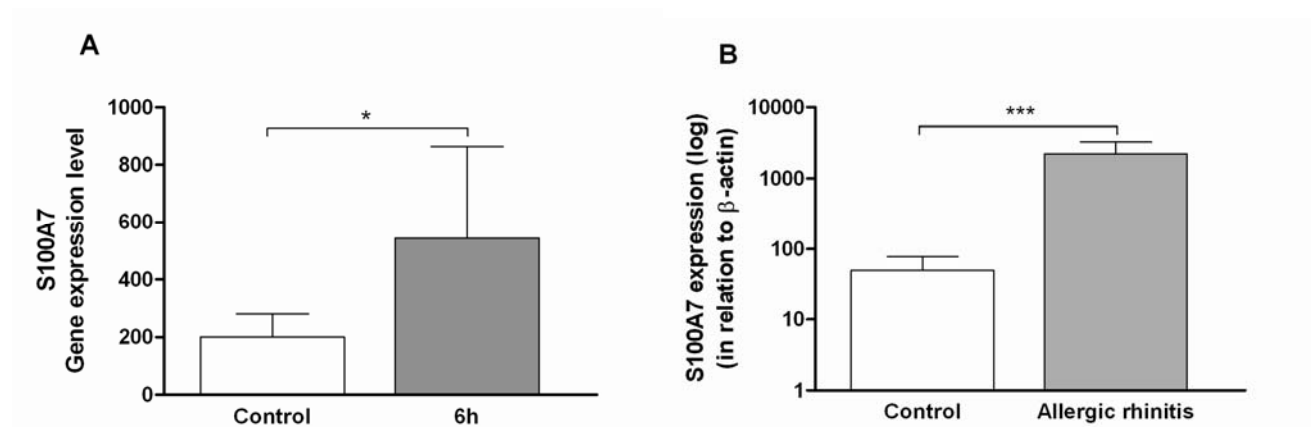 A
S100A7
Gene expression level
1000
800
600
400
200
0
*
Control
6h
B
S100A7 expression (log)
(in relation to β-actin)
10000
1000
100
10
1
***
Control
Allergic rhinitis